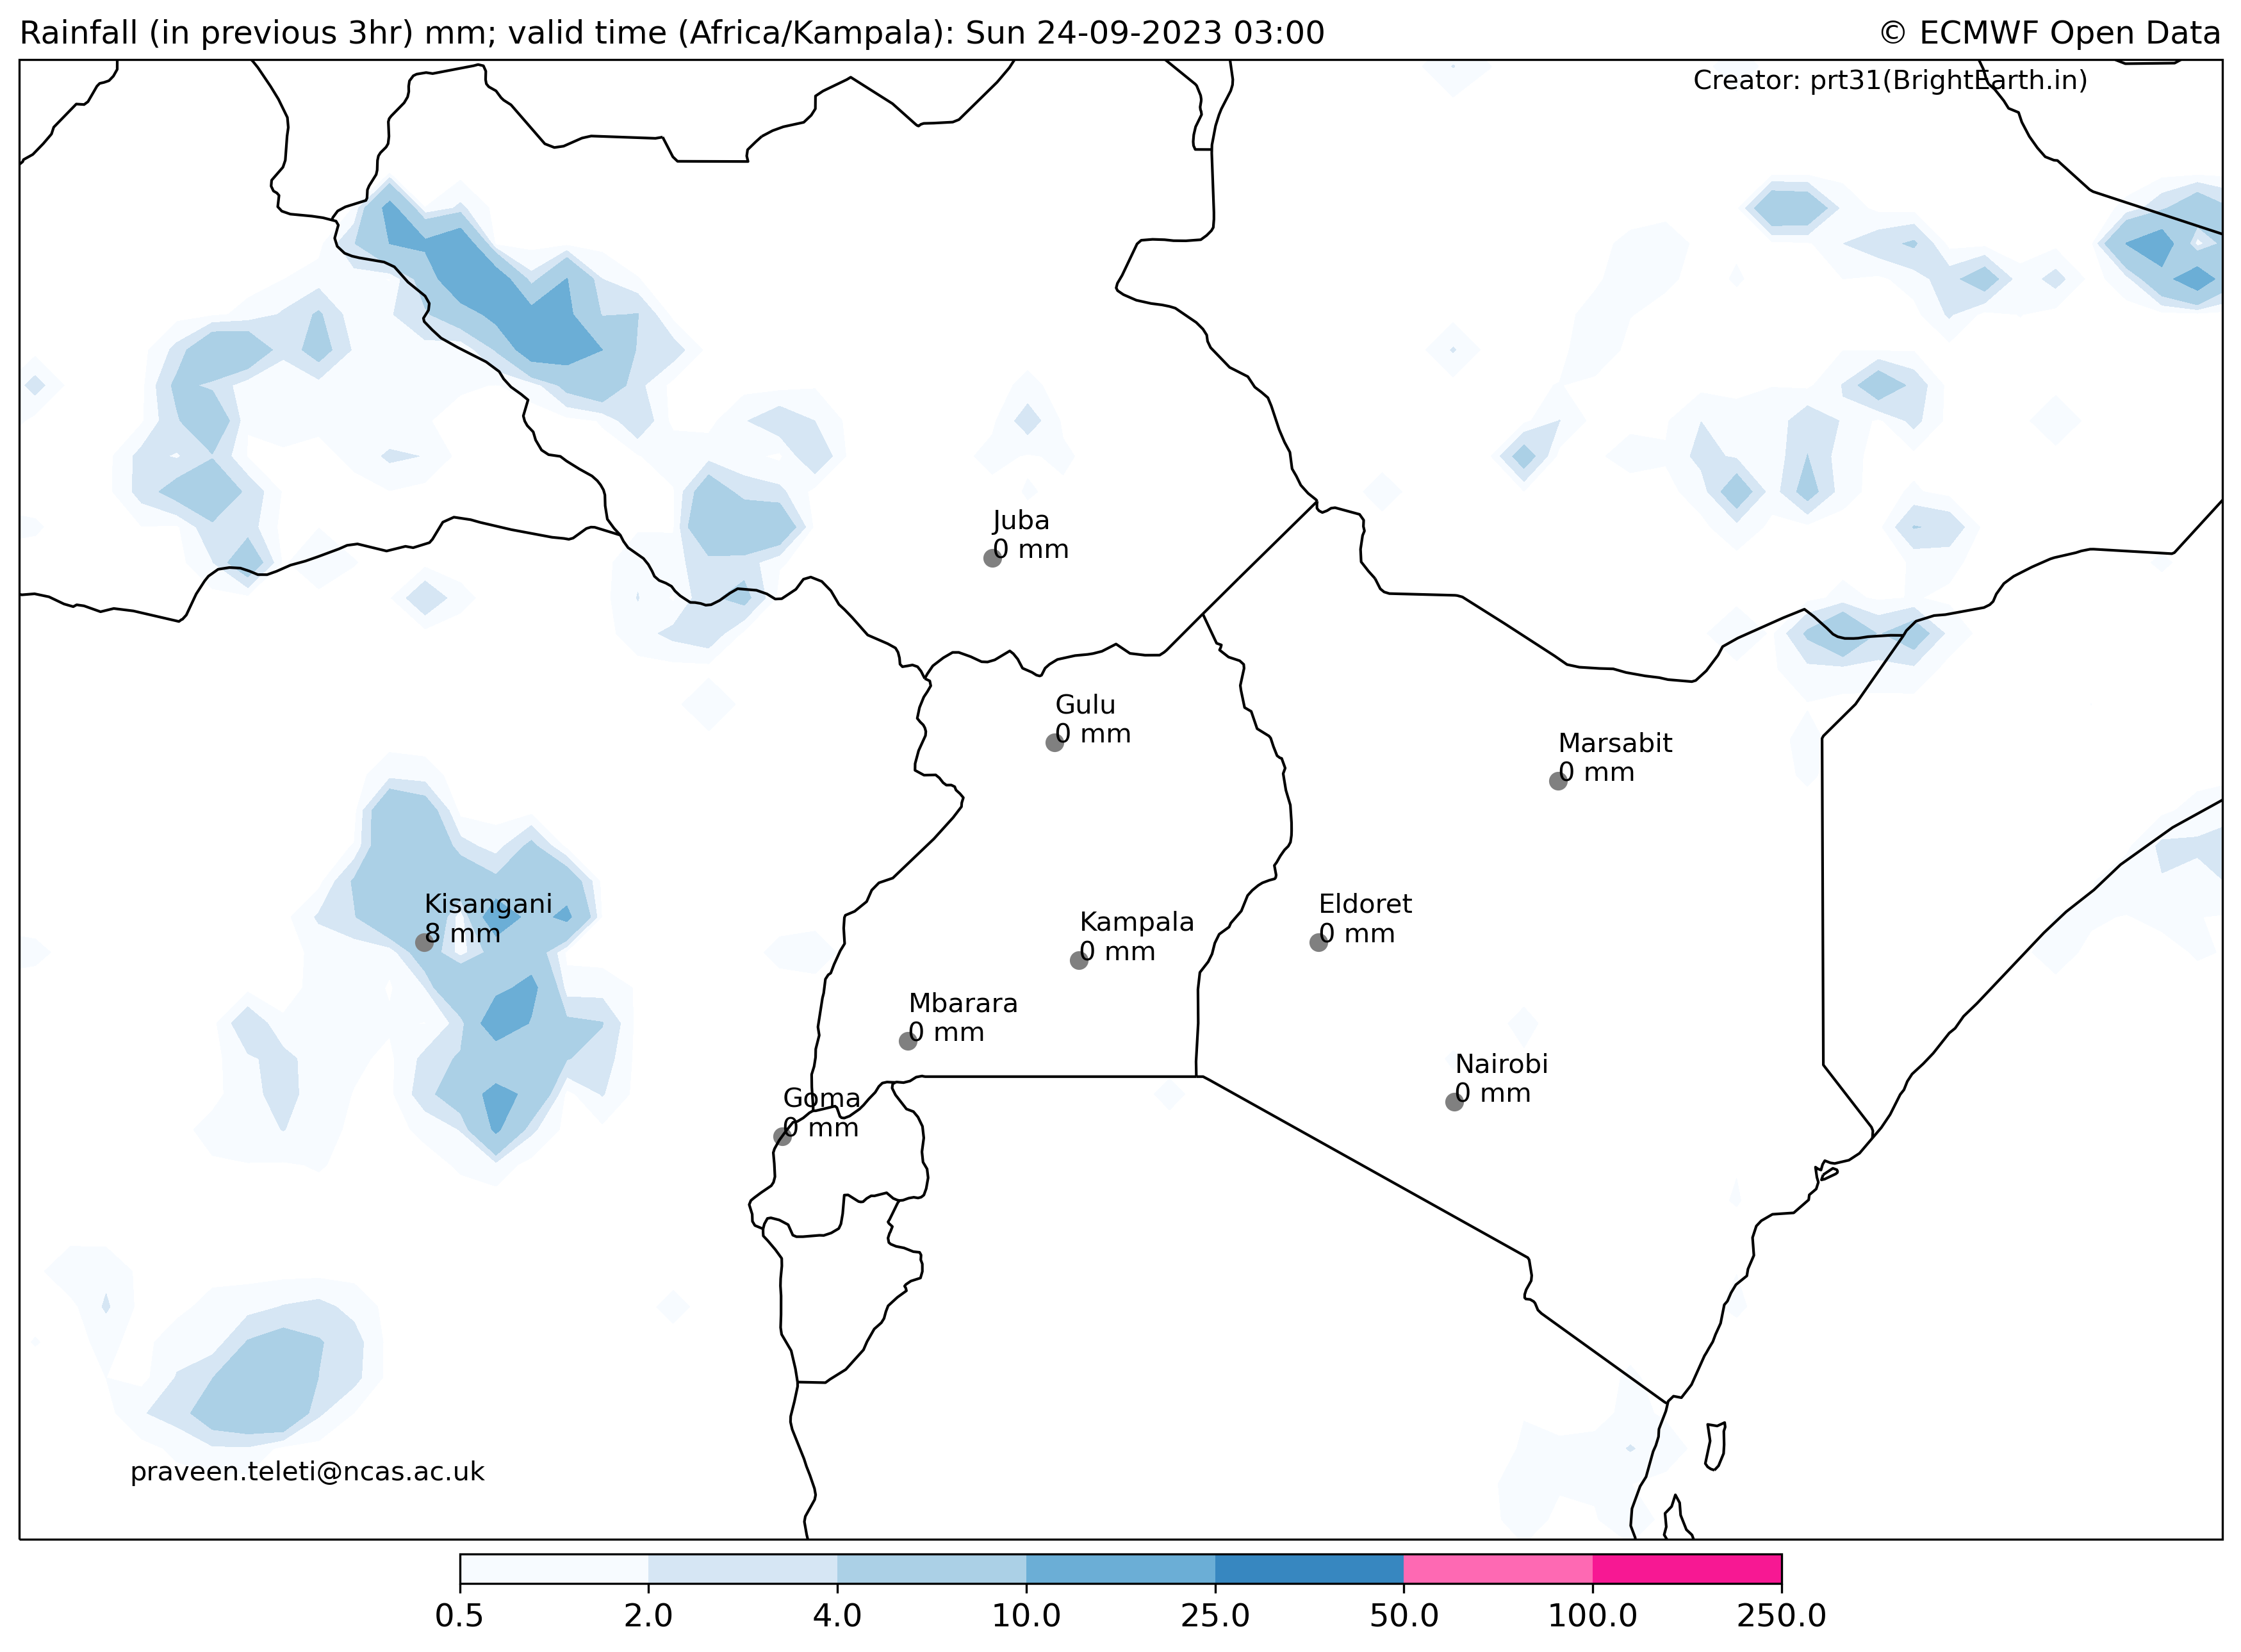 Rainfall (in previous 3hr) mm; valid time (Africa/Kampala): Sun 24-09-2023 03:00
© ECMWF Open Data
Creator: prt31(BrightEarth.in)
Juba
0 mm
Gulu
0 mm
Marsabit
0 mm
Kisangani
8 mm
Kampala
0 mm
Eldoret
0 mm
Mbarara
0 mm
Nairobi
0 mm
Goma
0 mm
praveen.teleti@ncas.ac.uk
0.5 2.0 4.0 10.0 25.0 50.0 100.0 250.0